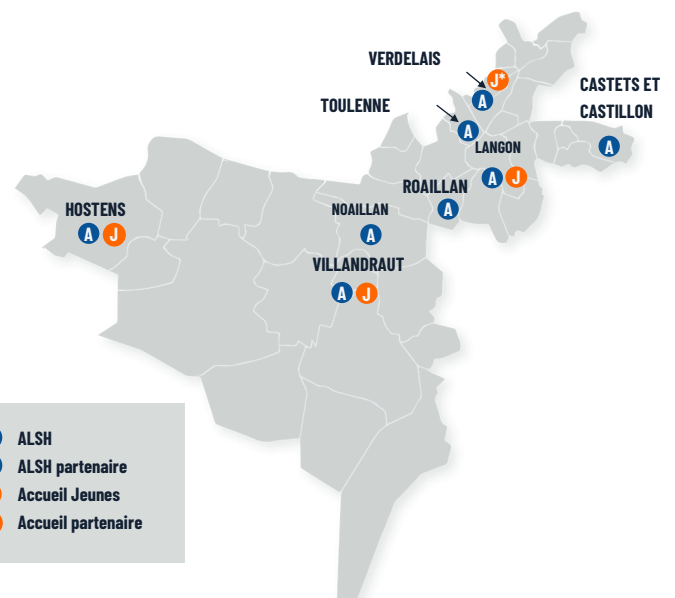 VERDELAIS
J*
A
CASTETS ET
CASTILLON
A
TOULENNE
A
LANGON
A J
ROAILLAN
A
HOSTENS
A J
NOAILLAN
A
VILLANDRAUT
A J
ALSH
ALSH partenaire
Accueil Jeunes
Accueil partenaire